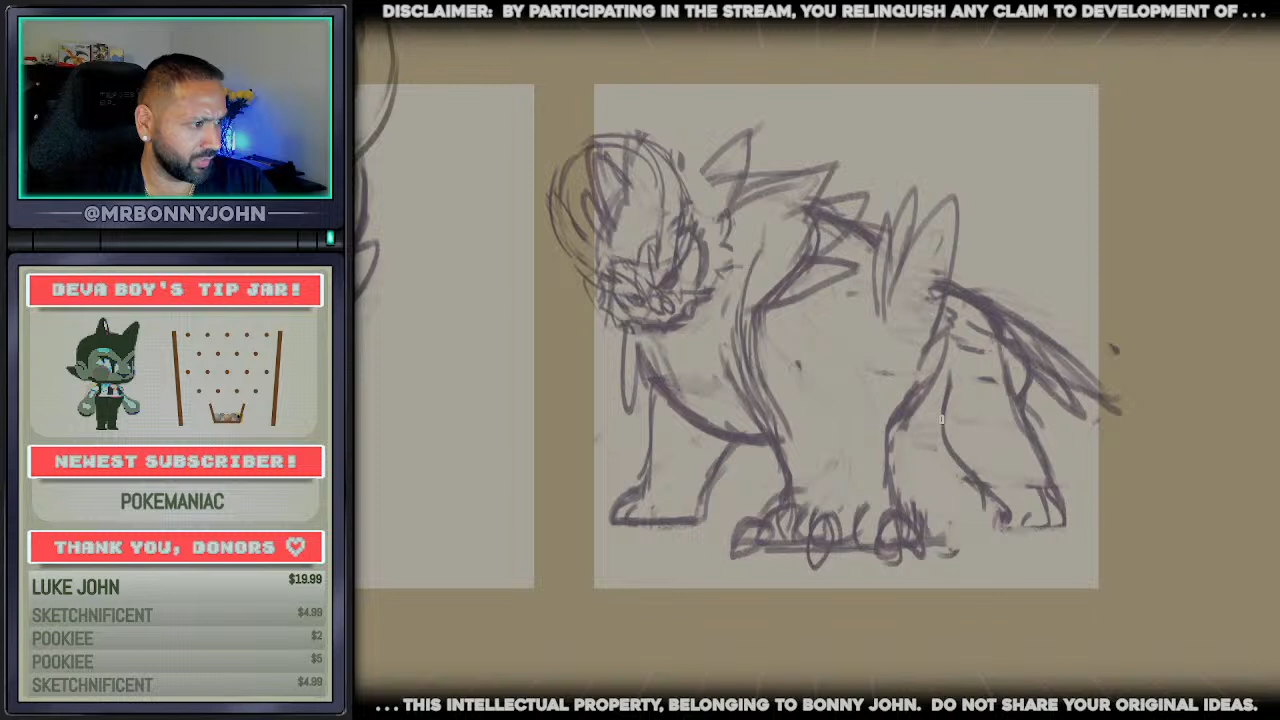 DISCLAIMER: BY PARTICIPATING IN THE STREAM, YOU RELINQUISH ANY CLAIM TO DEVELOPMENT OF . . .
@MRBONNYJOHN
DEVA BOY'S TIP JAR!
NEWEST SUBSCRIBER!
POKEMANIAC
THANK YOU, DONORS
LUKE JOHN $19.99
SKETCHNIFICENT $4.99
POOKIEE $2
POOKIEE $5
SKETCHNIFICENT $4.99
. . . THIS INTELLECTUAL PROPERTY, BELONGING TO BONNY JOHN. DO NOT SHARE YOUR ORIGINAL IDEAS.